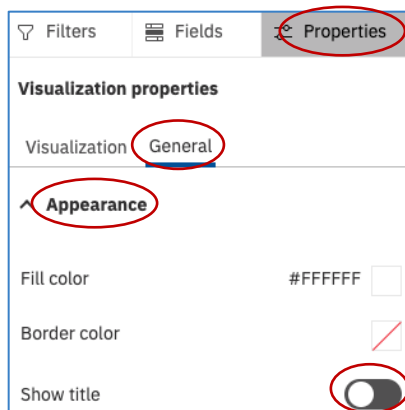 Filters Fields Properties
Visualization properties
Visualization General
Appearance
Fill color #FFFFFF
Border color
Show title